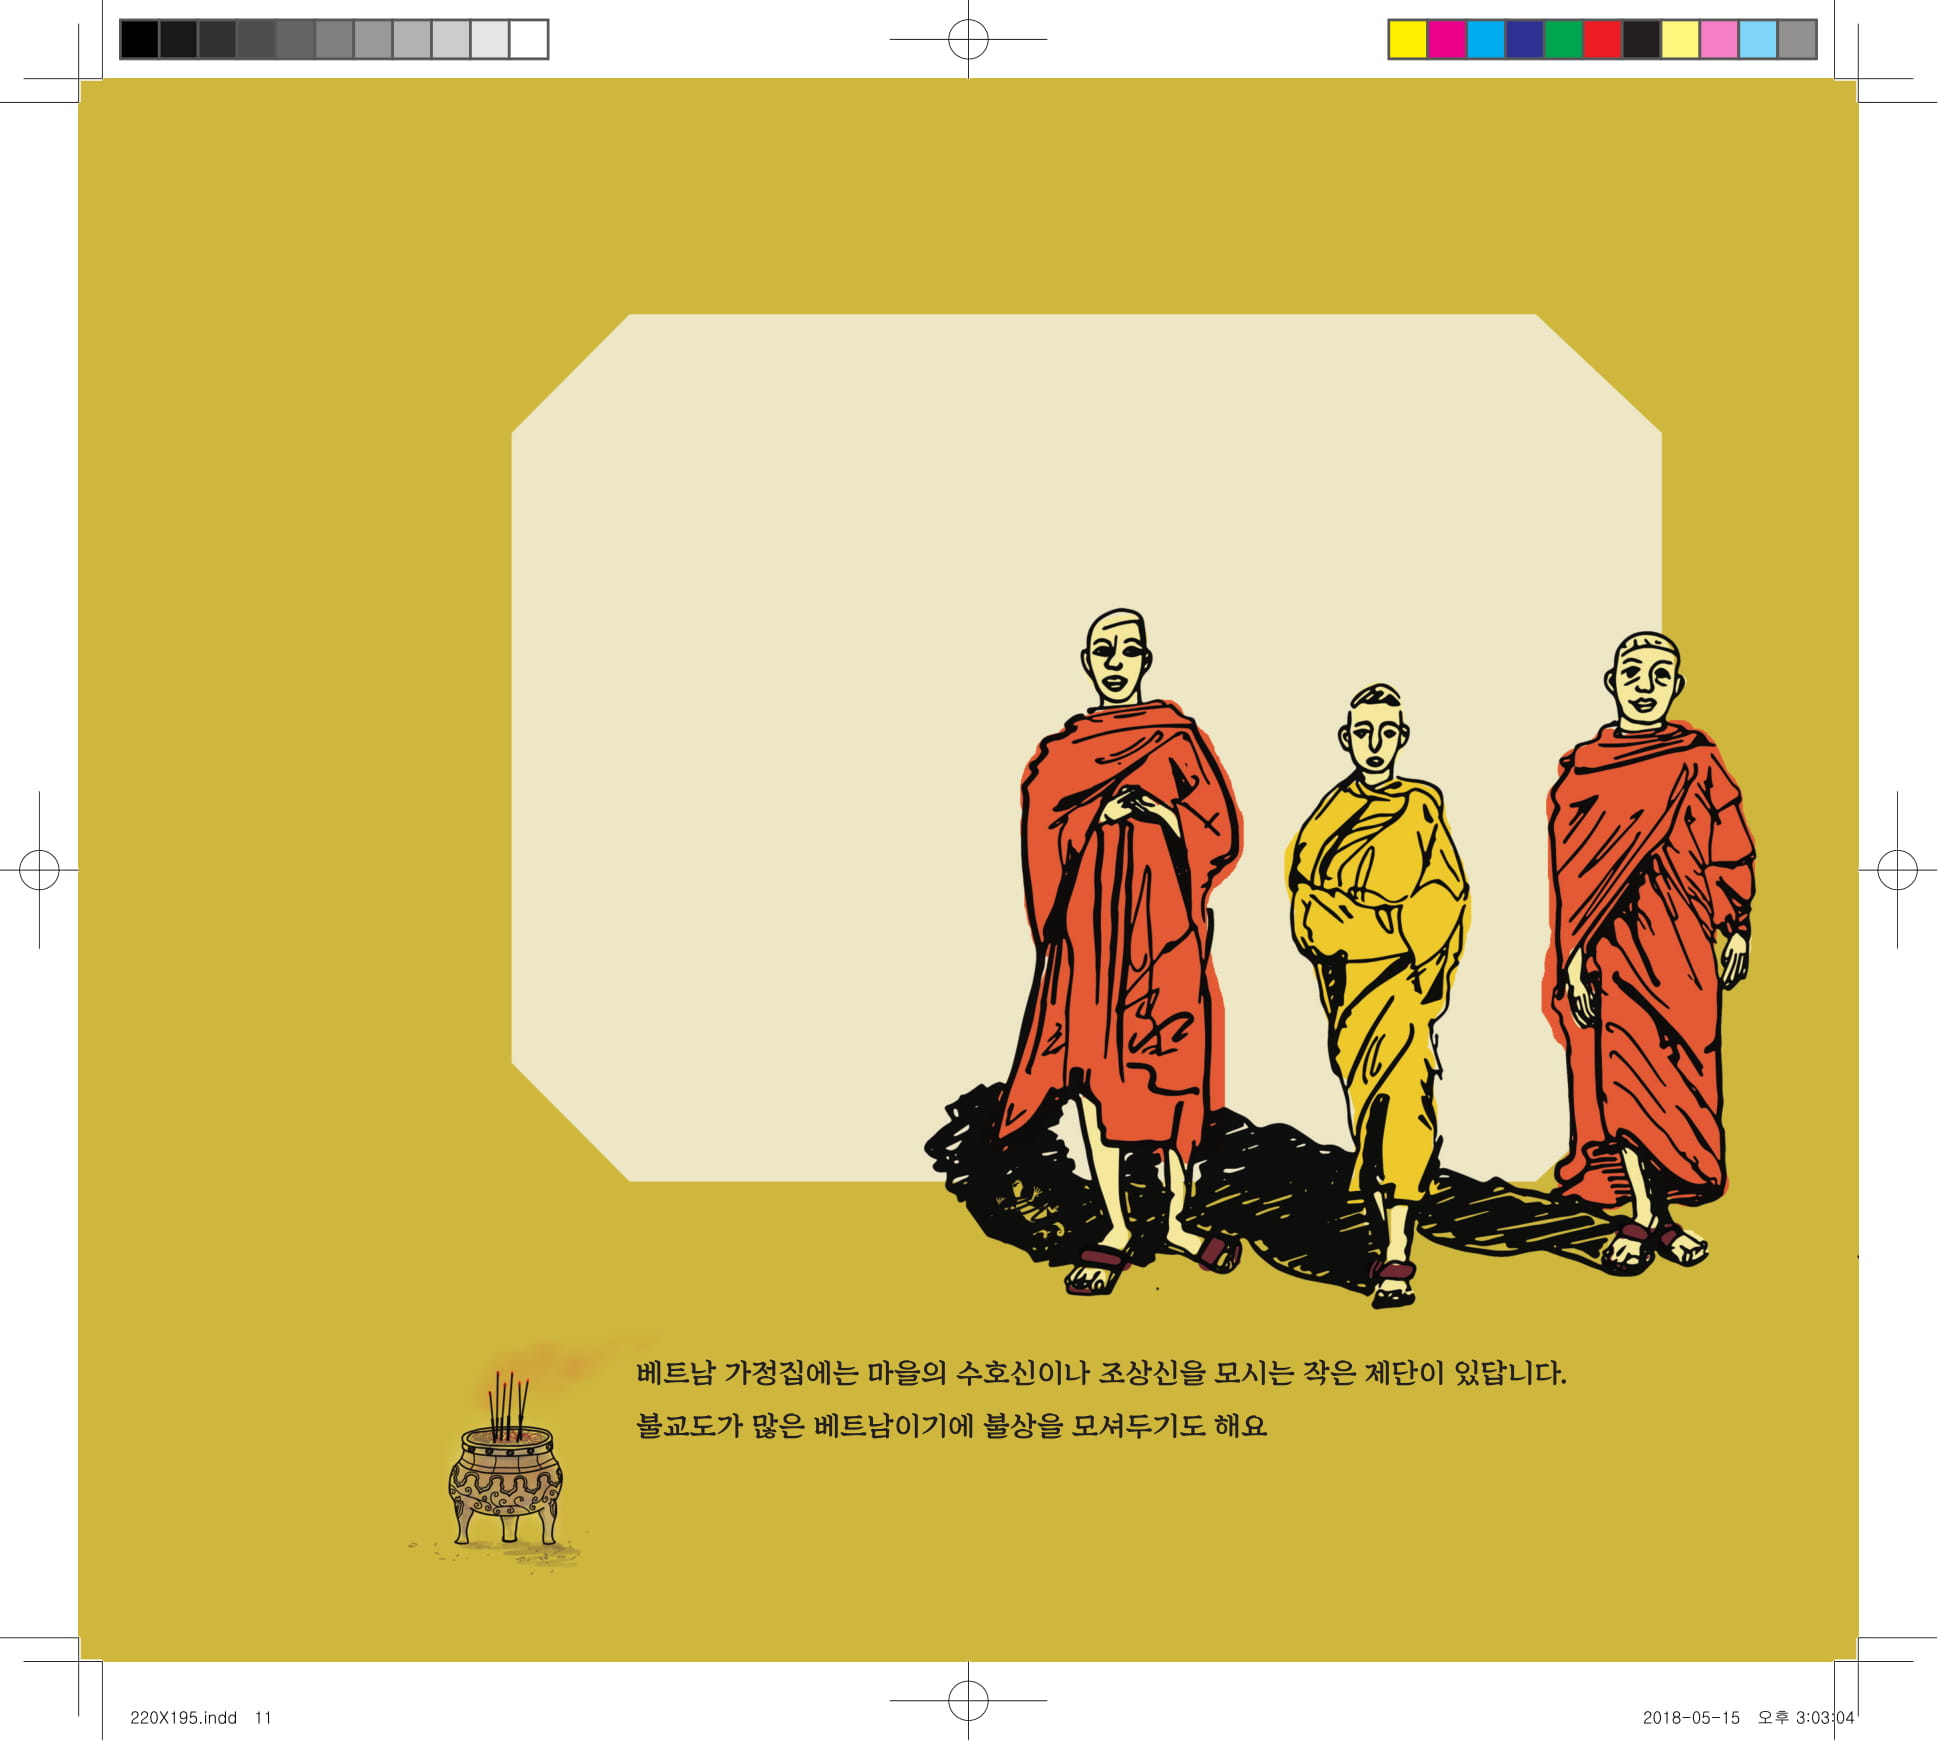 베트남 가정집에는 마을의 수호신이나 조상신을 모시는 작은 제단이 있답니다.
불교도가 많은 베트남이기에 불상을 모셔두기도 해요
220X195.indd 11
2018-05-15 오후 3:03:04